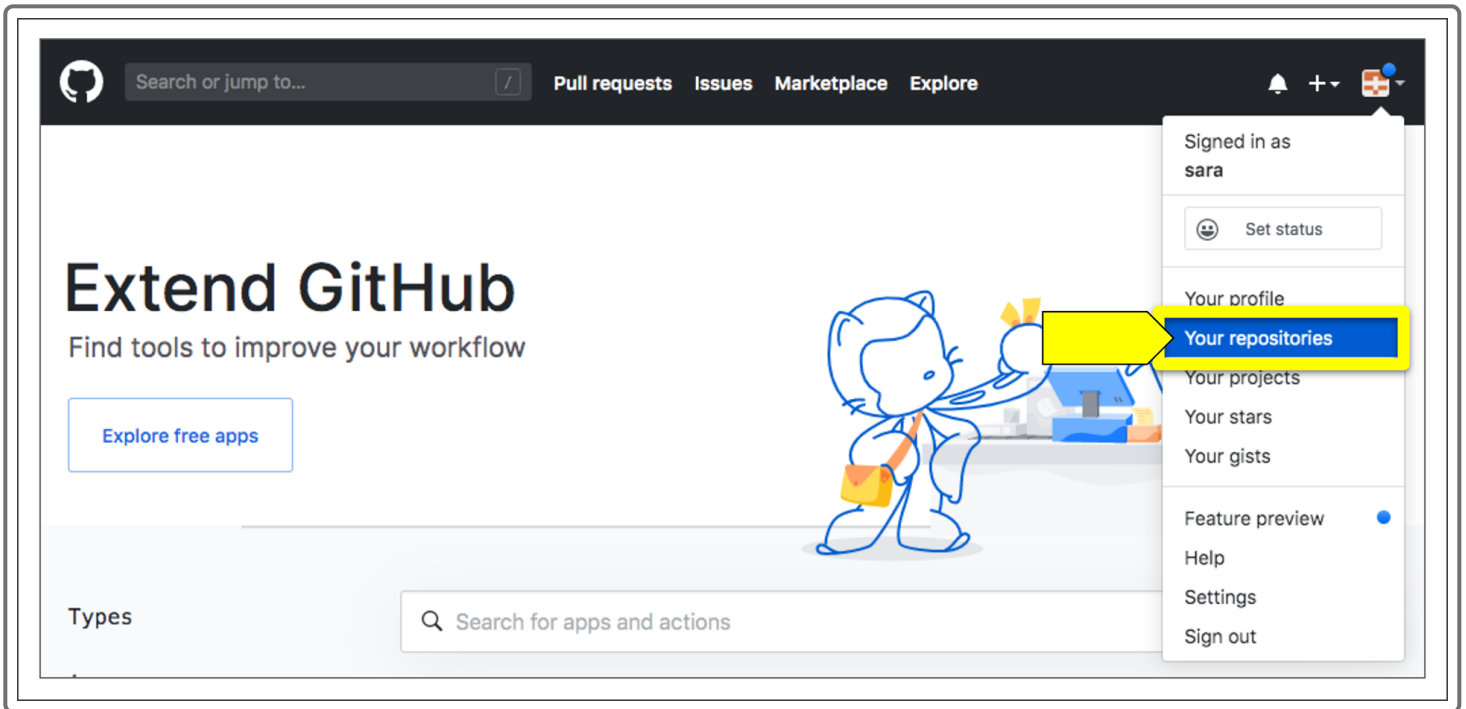 Search or jump to... /
Pull requests Issues Marketplace Explore
Signed in as
sara
Set status
Your profile
Your repositories
Your projects
Your stars
Your gists
Feature preview
Help
Settings
Sign out
Extend GitHub
Find tools to improve your workflow
Explore free apps
Types
Search for apps and actions